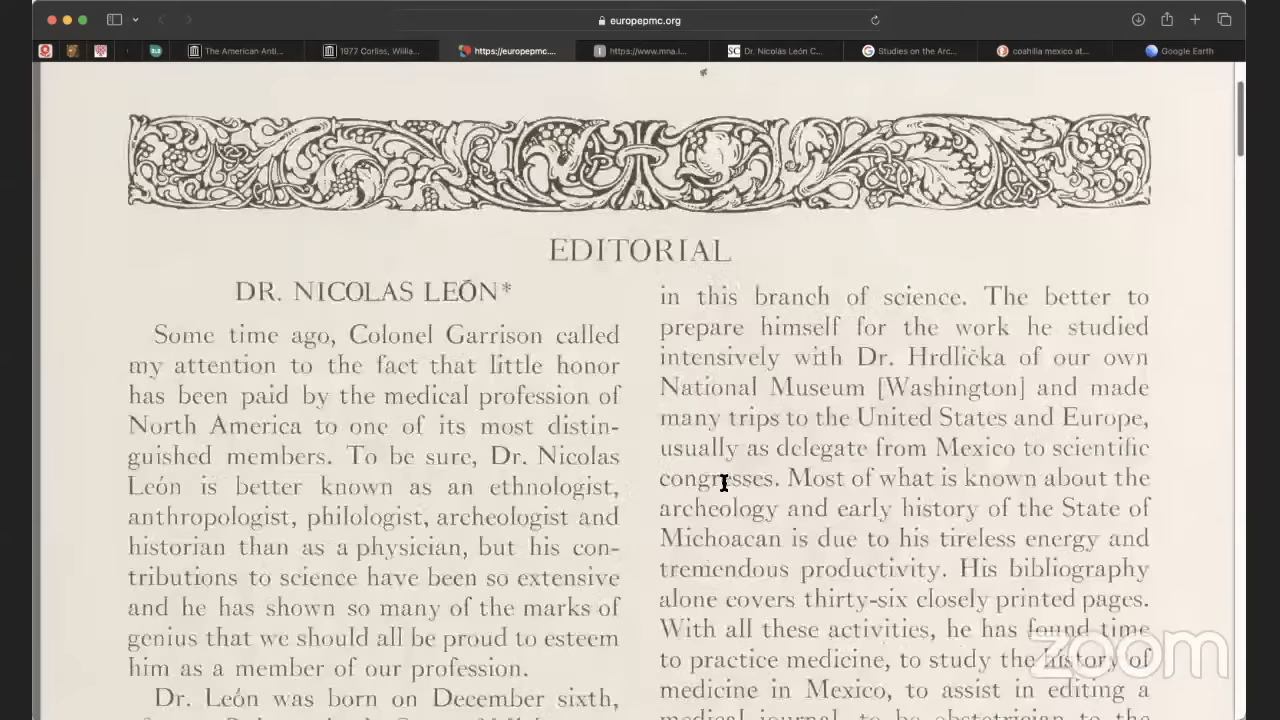 europepmc.org
The American Anti...
1977 Corliss, Willia...
https://europepmc....
https://www.mna.i...
SC Dr. Nicolás León C...
G Studies on the Arc...
coahilla mexico at...
Google Earth
EDITORIAL
DR. NICOLAS LEÓN*
Some time ago, Colonel Garrison called
my attention to the fact that little honor
has been paid by the medical profession of
North America to one of its most distin-
guished members. To be sure, Dr. Nicolas
León is better known as an ethnologist,
anthropologist, philologist, archeologist and
historian than as a physician, but his con-
tributions to science have been so extensive
and he has shown so many of the marks of
genius that we should all be proud to esteem
him as a member of our profession.
Dr. León was born on December sixth,
in this branch of science. The better to
prepare himself for the work he studied
intensively with Dr. Hrdlička of our own
National Museum [Washington] and made
many trips to the United States and Europe,
usually as delegate from Mexico to scientific
congresses. Most of what is known about the
archeology and early history of the State of
Michoacan is due to his tireless energy and
tremendous productivity. His bibliography
alone covers thirty-six closely printed pages.
With all these activities, he has found time
to practice medicine, to study the history of
medicine in Mexico, to assist in editing a
medical journal, to be obstetrician to the
zoom